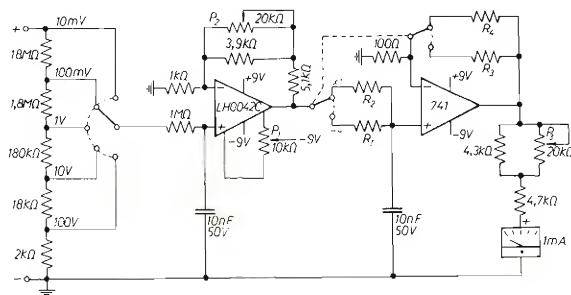 +
10mV
18MΩ
100mV
1,8MΩ
1V
180kΩ
10V
18kΩ
100V
2kΩ
-
1kΩ
1MΩ
P2
20kΩ
3,9kΩ
5,1kΩ
+9V
-
LH0042C
+
-9V
P1
10kΩ
-9V
10nF
50V
R2
R1
100Ω
R4
R3
+9V
-
741
+
-9V
10nF
50V
4,3kΩ
P3
20kΩ
4,7kΩ
+
1mA